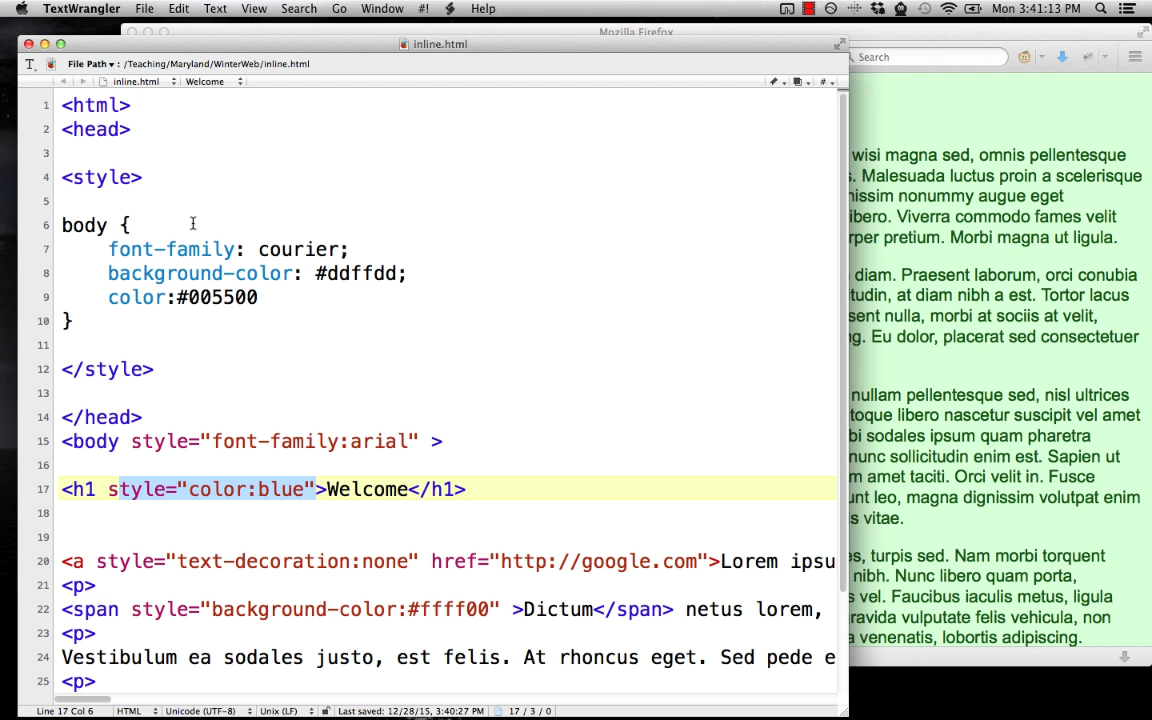 TextWrangler File Edit Text View Search Go Window #! Help Mon 3:41:13 PM
Mozilla Firefox
inline.html
File Path ▾ : /Teaching/Maryland/WinterWeb/inline.html
Search
inline.html Welcome
1 <html>
2 <head>
3
4 <style>
5
6 body {
7 font-family: courier;
8 background-color: #ddffdd;
9 color:#005500
10 }
11
12 </style>
13
14 </head>
15 <body style="font-family:arial" >
16
17 <h1 style="color:blue">Welcome</h1>
18
19
20 <a style="text-decoration:none" href="http://google.com">Lorem ipsu
21 <p>
22 <span style="background-color:#ffff00" >Dictum</span> netus lorem,
23 <p>
24 Vestibulum ea sodales justo, est felis. At rhoncus eget. Sed pede e
25 <p>
Line 17 Col 6 HTML Unicode (UTF-8) Unix (LF) Last saved: 12/28/15, 3:40:27 PM 17 / 3 / 0
wisi magna sed, omnis pellentesque
s. Malesuada luctus proin a scelerisque
nissim nonummy augue eget
ibero. Viverra commodo fames velit
rper pretium. Morbi magna ut ligula.
diam. Praesent laborum, orci conubia
tudin, at diam nibh a est. Tortor lacus
sent nulla, morbi at sociis at velit,
ng. Eu dolor, placerat sed consectetuer
nullam pellentesque sed, nisl ultrices
toque libero nascetur suscipit vel amet
bi sodales ipsum quam pharetra
nunc sollicitudin enim est. Sapien ut
m amet taciti. Orci velit in. Fusce
unt leo, magna dignissim volutpat enim
s vitae.
es, turpis sed. Nam morbi torquent
nibh. Nunc libero quam porta,
s vel. Faucibus iaculis metus, ligula
ravida vulputate felis vehicula, non
a venenatis, lobortis adipiscing.